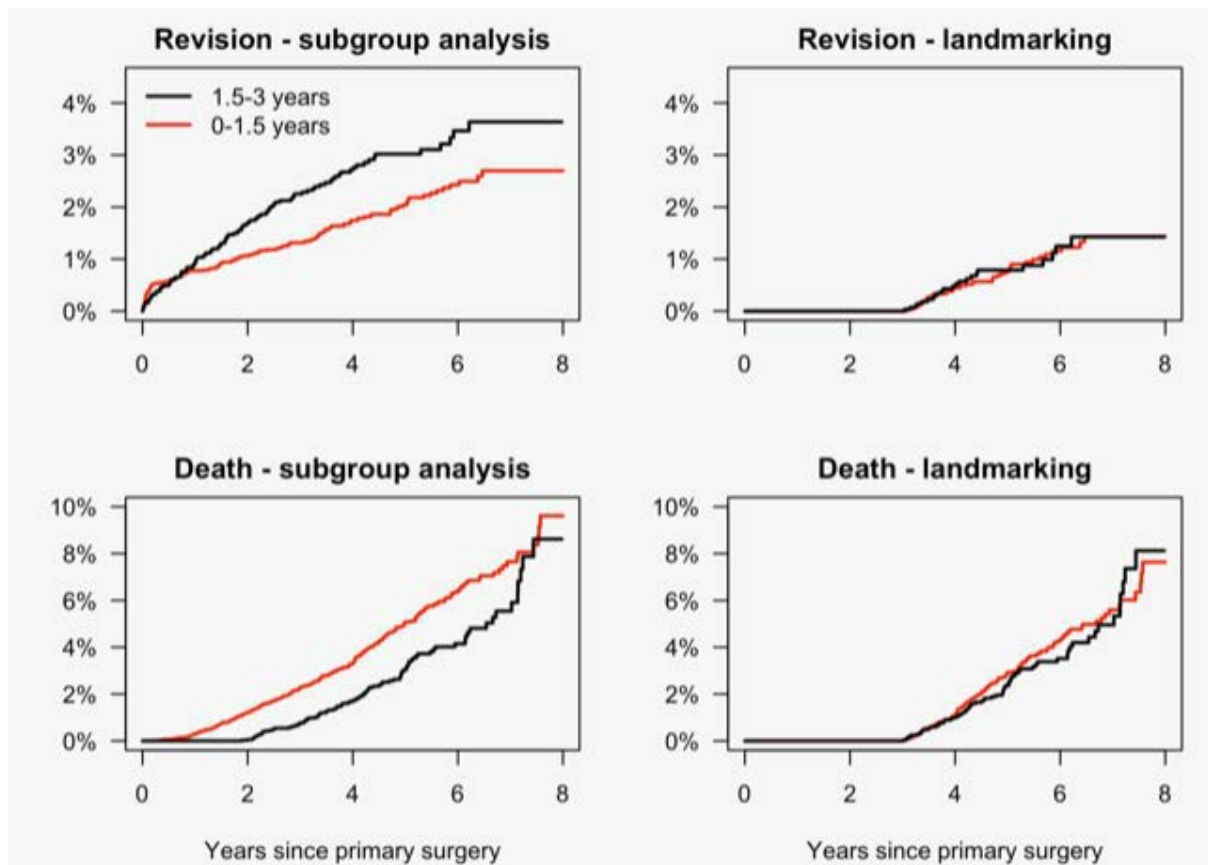 Revision - subgroup analysis
4%
3%
2%
1%
0%
1.5-3 years
0-1.5 years
0 2 4 6 8
Revision - landmarking
4%
3%
2%
1%
0%
0 2 4 6 8
Death - subgroup analysis
10%
8%
6%
4%
2%
0%
0 2 4 6 8
Years since primary surgery
Death - landmarking
10%
8%
6%
4%
2%
0%
0 2 4 6 8
Years since primary surgery